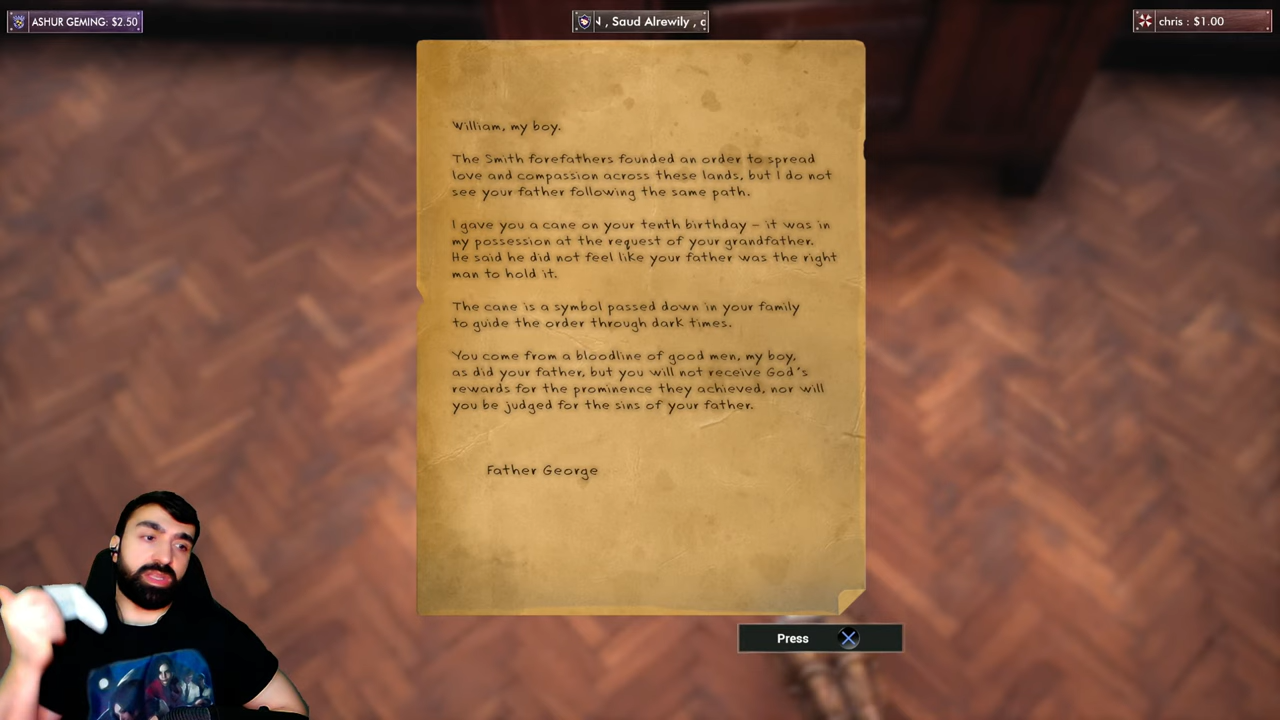 ASHUR GEMING: $2.50
, Saud Alrewily ,
chris : $1.00
William, my boy.
The Smith forefathers founded an order to spread
love and compassion across these lands, but I do not
see your father following the same path.
I gave you a cane on your tenth birthday - it was in
my possession at the request of your grandfather.
He said he did not feel like your father was the right
man to hold it.
The cane is a symbol passed down in your family
to guide the order through dark times.
You come from a bloodline of good men, my boy,
as did your father, but you will not receive God's
rewards for the prominence they achieved, nor will
you be judged for the sins of your father.
Father George
Press